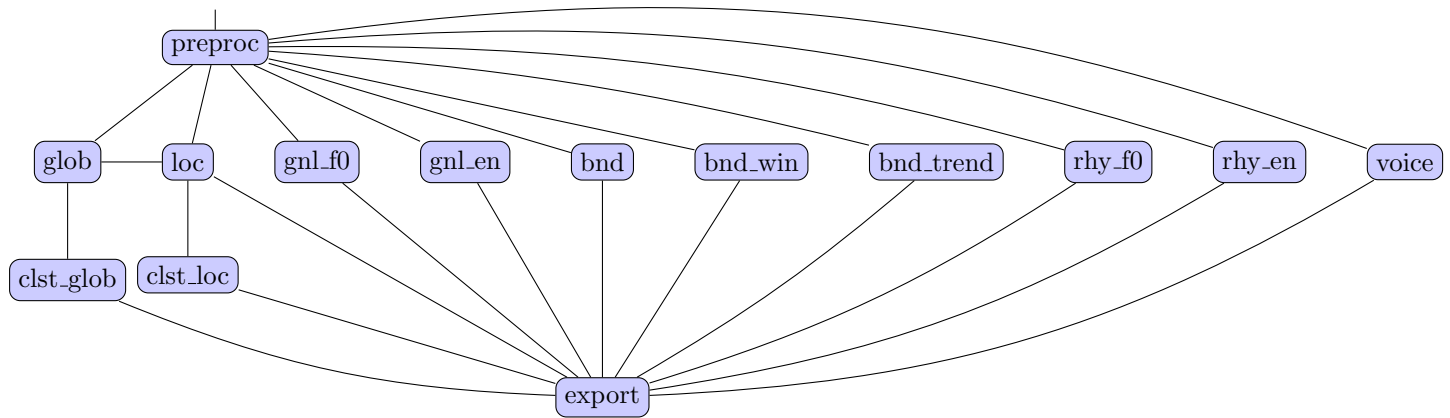 preproc
glob
loc
gnl_f0
gnl_en
bnd
bnd_win
bnd_trend
rhy_f0
rhy_en
voice
clst_glob
clst_loc
export